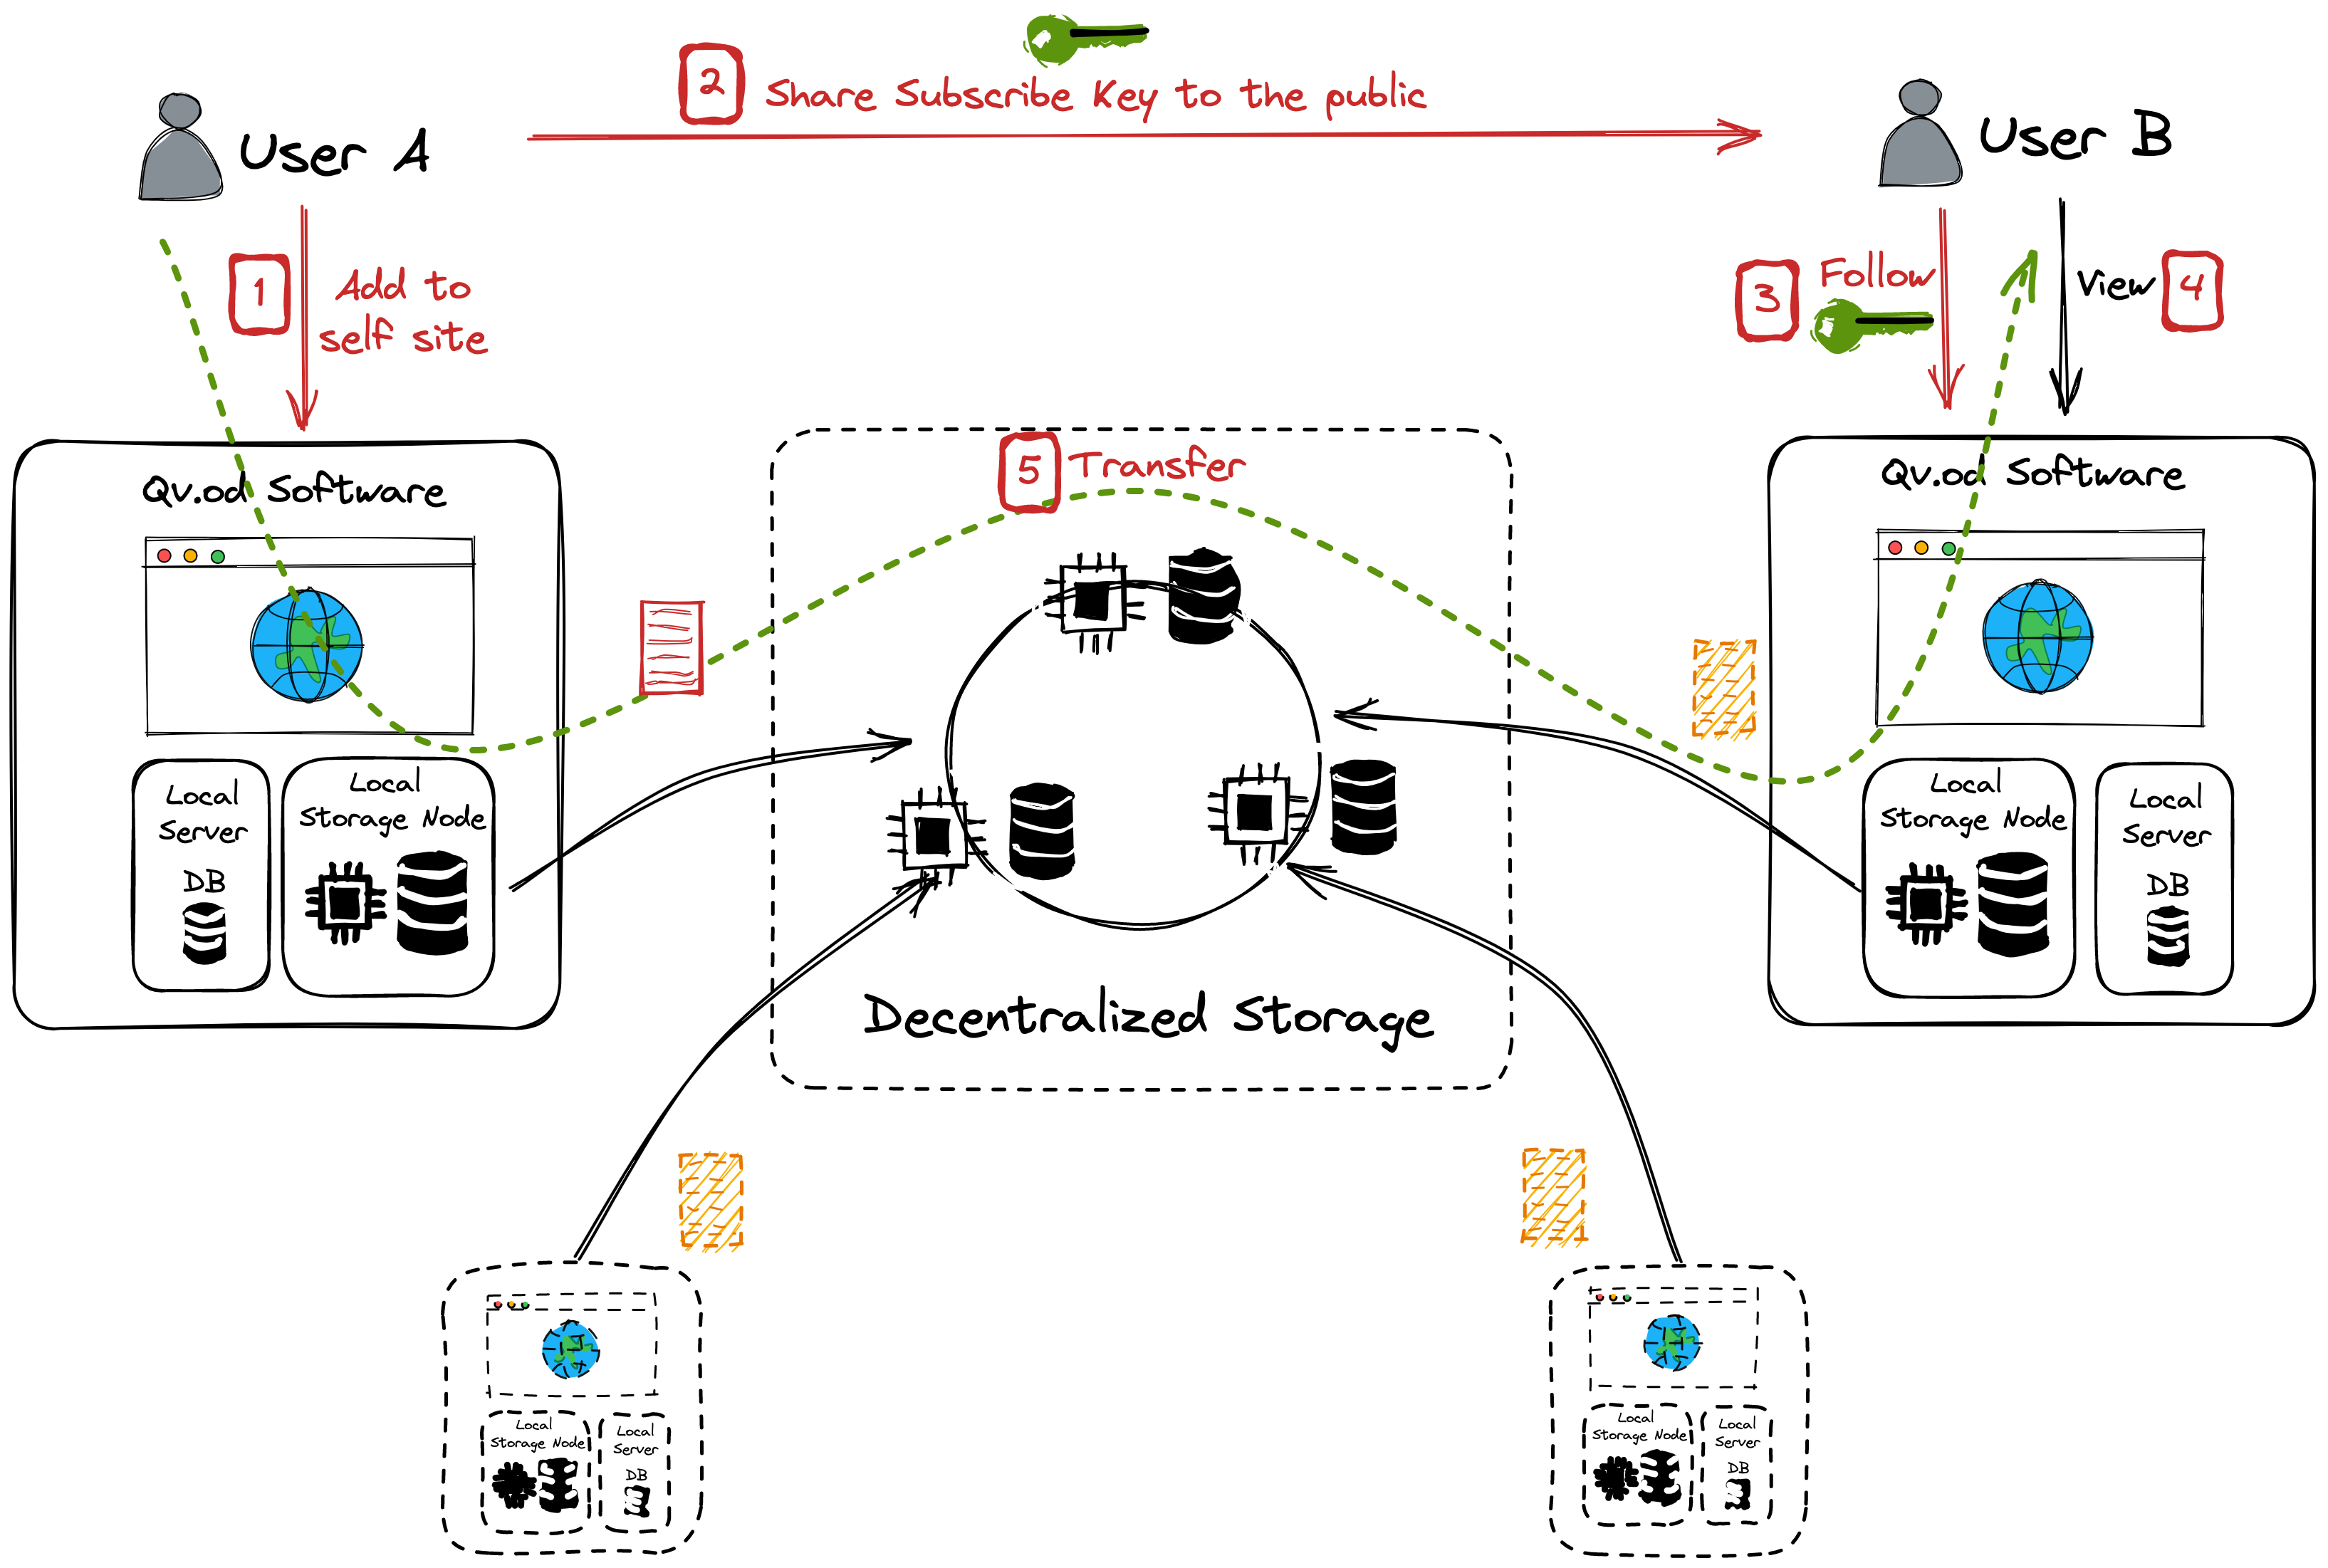 2
Share Subscribe Key to the public
User A
User B
1
Add to
self site
3
Follow
View
4
5
Transfer
Qv.od Software
Qv.od Software
Local
Server
DB
Local
Storage Node
Local
Storage Node
Local
Server
DB
Decentralized Storage
Local
Storage Node
Local
Server
DB
Local
Storage Node
Local
Server
DB